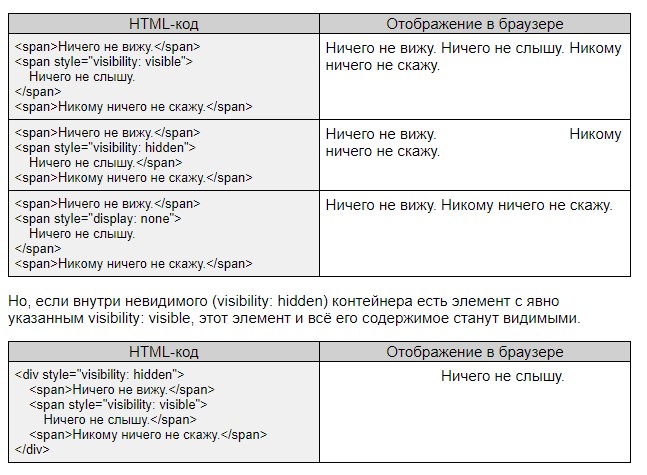 HTML-код Отображение в браузере
<span>Ничего не вижу.</span>
<span style="visibility: visible">
Ничего не слышу.
</span>
<span>Никому ничего не скажу.</span>
Ничего не вижу. Ничего не слышу. Никому
ничего не скажу.
<span>Ничего не вижу.</span>
<span style="visibility: hidden">
Ничего не слышу.</span>
<span>Никому ничего не скажу.</span>
Ничего не вижу. Никому
ничего не скажу.
<span>Ничего не вижу.</span>
<span style="display: none">
Ничего не слышу.
</span>
<span>Никому ничего не скажу.</span>
Ничего не вижу. Никому ничего не скажу.
Но, если внутри невидимого (visibility: hidden) контейнера есть элемент с явно
указанным visibility: visible, этот элемент и всё его содержимое станут видимыми.
HTML-код Отображение в браузере
<div style="visibility: hidden">
<span>Ничего не вижу.</span>
<span style="visibility: visible">
Ничего не слышу.</span>
<span>Никому ничего не скажу.</span>
</div>
Ничего не слышу.